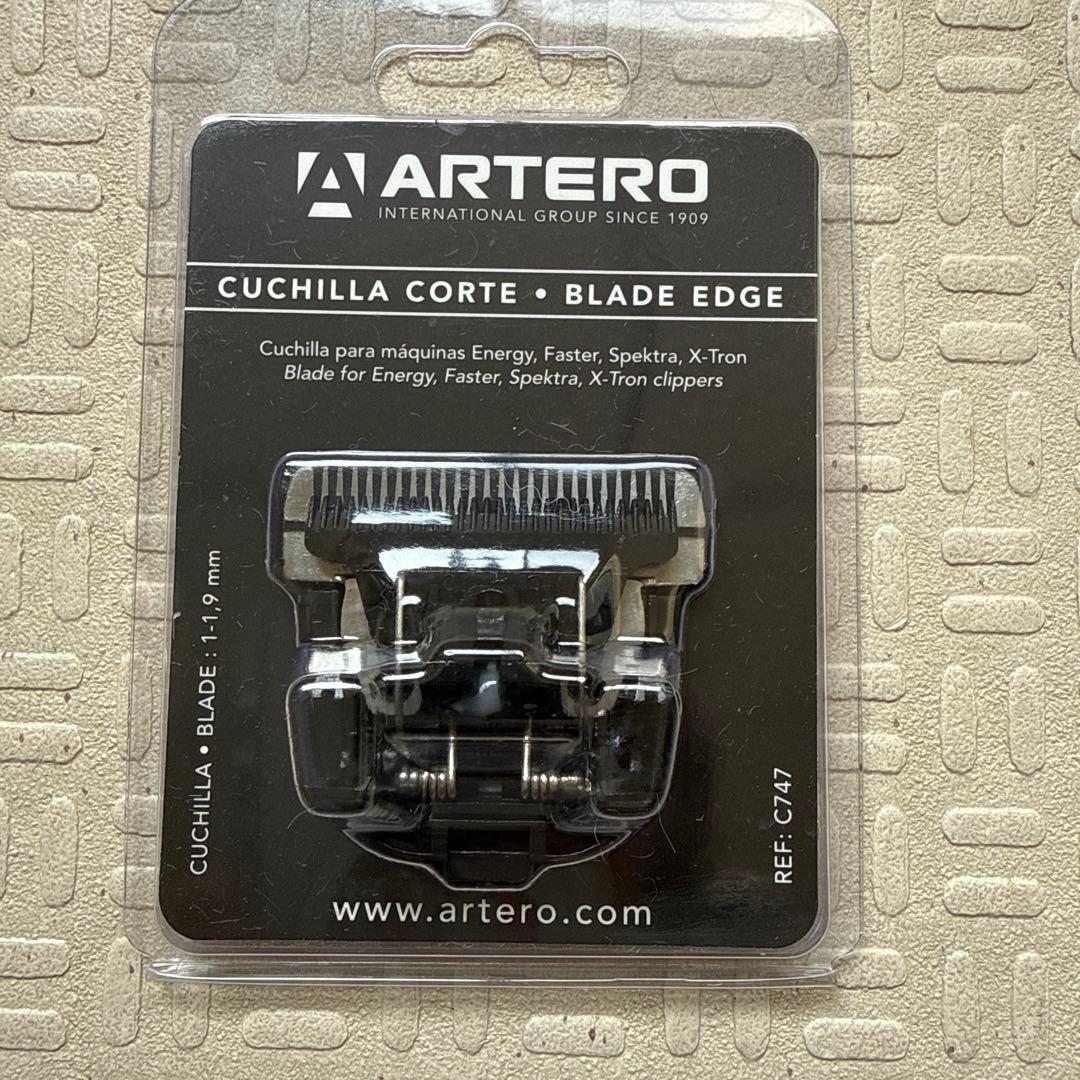 ARTERO
INTERNATIONAL GROUP SINCE 1909
CUCHILLA CORTE • BLADE EDGE
Cuchilla para máquinas Energy, Faster, Spektra, X-Tron
Blade for Energy, Faster, Spektra, X-Tron clippers
CUCHILLA • BLADE : 1-1,9 mm
REF: C747
www.artero.com